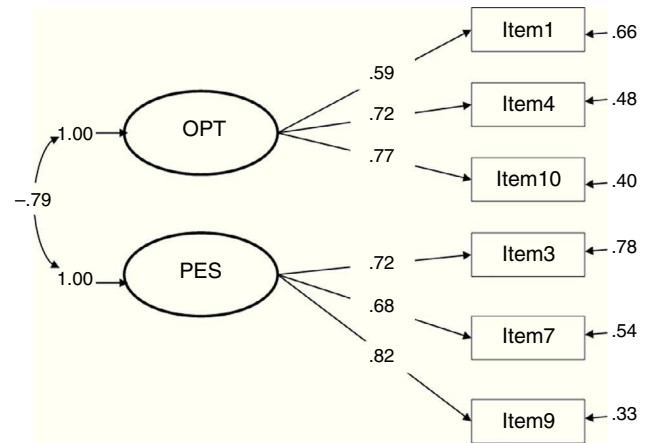 Item1
.66
.59
Item4
.48
1.00
OPT
.72
.77
Item10
.40
–.79
1.00
PES
.72
Item3
.78
.68
Item7
.54
.82
Item9
.33